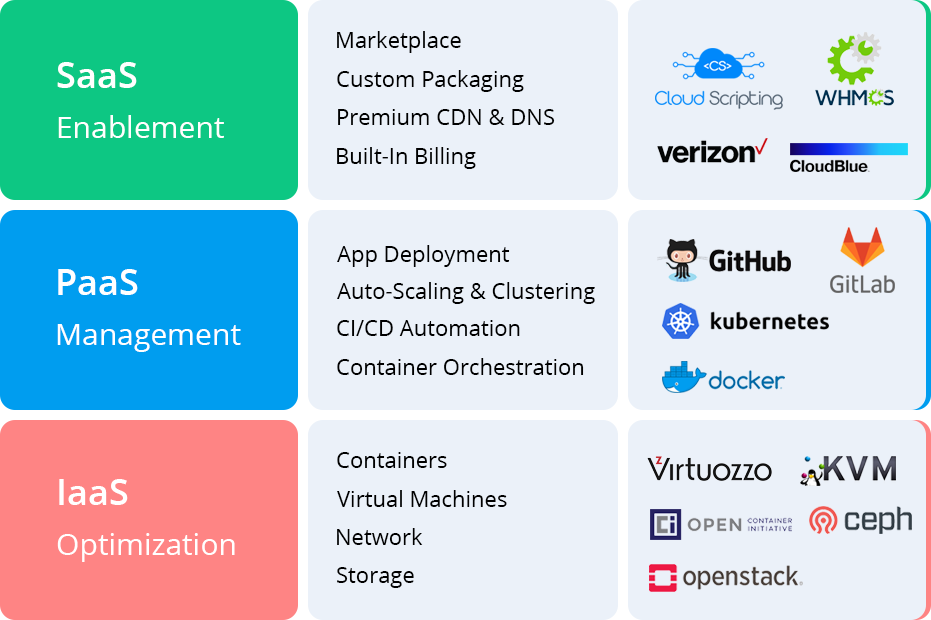 SaaS
Enablement
Marketplace
Custom Packaging
Premium CDN & DNS
Built-In Billing
<CS>
Cloud Scripting
WHMCS
verizon
CloudBlue
PaaS
Management
App Deployment
Auto-Scaling & Clustering
CI/CD Automation
Container Orchestration
GitHub
GitLab
kubernetes
docker
IaaS
Optimization
Containers
Virtual Machines
Network
Storage
Virtuozzo
KVM
OPEN CONTAINER
INITIATIVE
ceph
openstack.